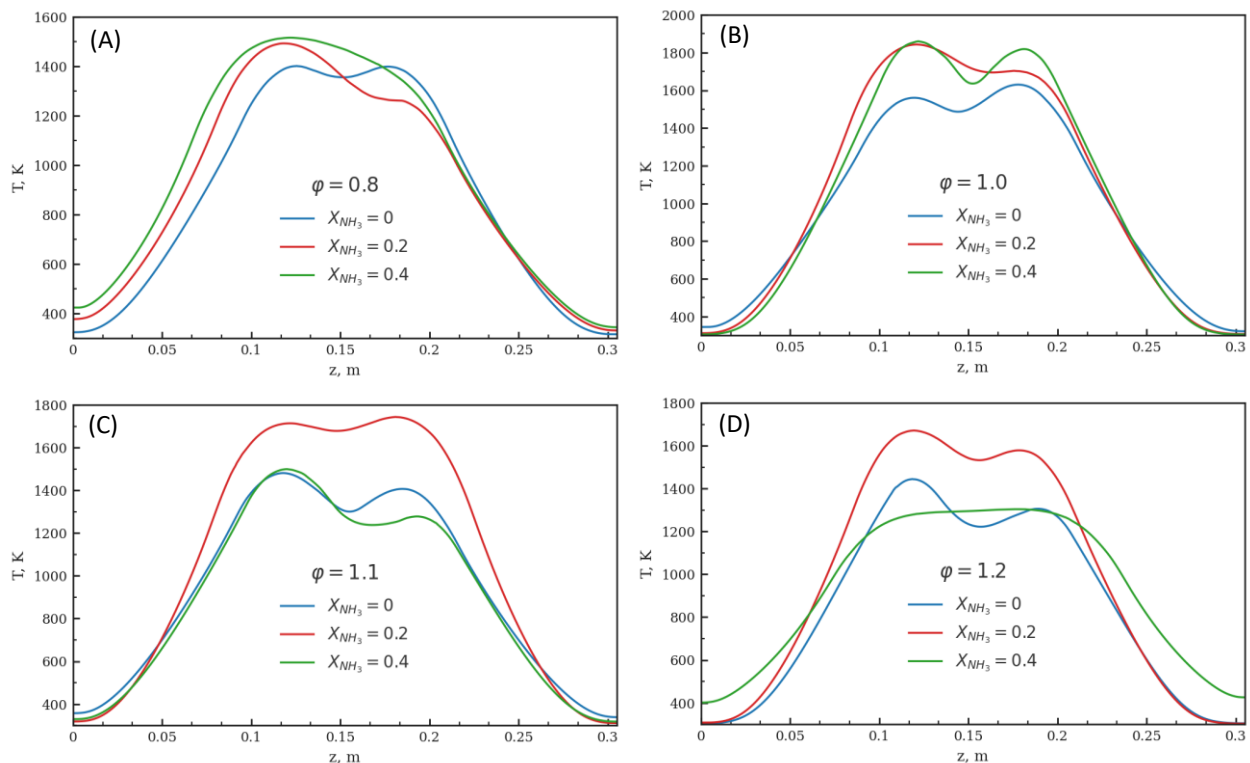 (A)
1600
1400
1200
1000
800
600
400
T, K
φ = 0.8
X_NH₃ = 0
X_NH₃ = 0.2
X_NH₃ = 0.4
0 0.05 0.1 0.15 0.2 0.25 0.3
z, m
(B)
2000
1800
1600
1400
1200
1000
800
600
400
T, K
φ = 1.0
X_NH₃ = 0
X_NH₃ = 0.2
X_NH₃ = 0.4
0 0.05 0.1 0.15 0.2 0.25 0.3
z, m
(C)
1800
1600
1400
1200
1000
800
600
400
T, K
φ = 1.1
X_NH₃ = 0
X_NH₃ = 0.2
X_NH₃ = 0.4
0 0.05 0.1 0.15 0.2 0.25 0.3
z, m
(D)
1800
1600
1400
1200
1000
800
600
400
T, K
φ = 1.2
X_NH₃ = 0
X_NH₃ = 0.2
X_NH₃ = 0.4
0 0.05 0.1 0.15 0.2 0.25 0.3
z, m